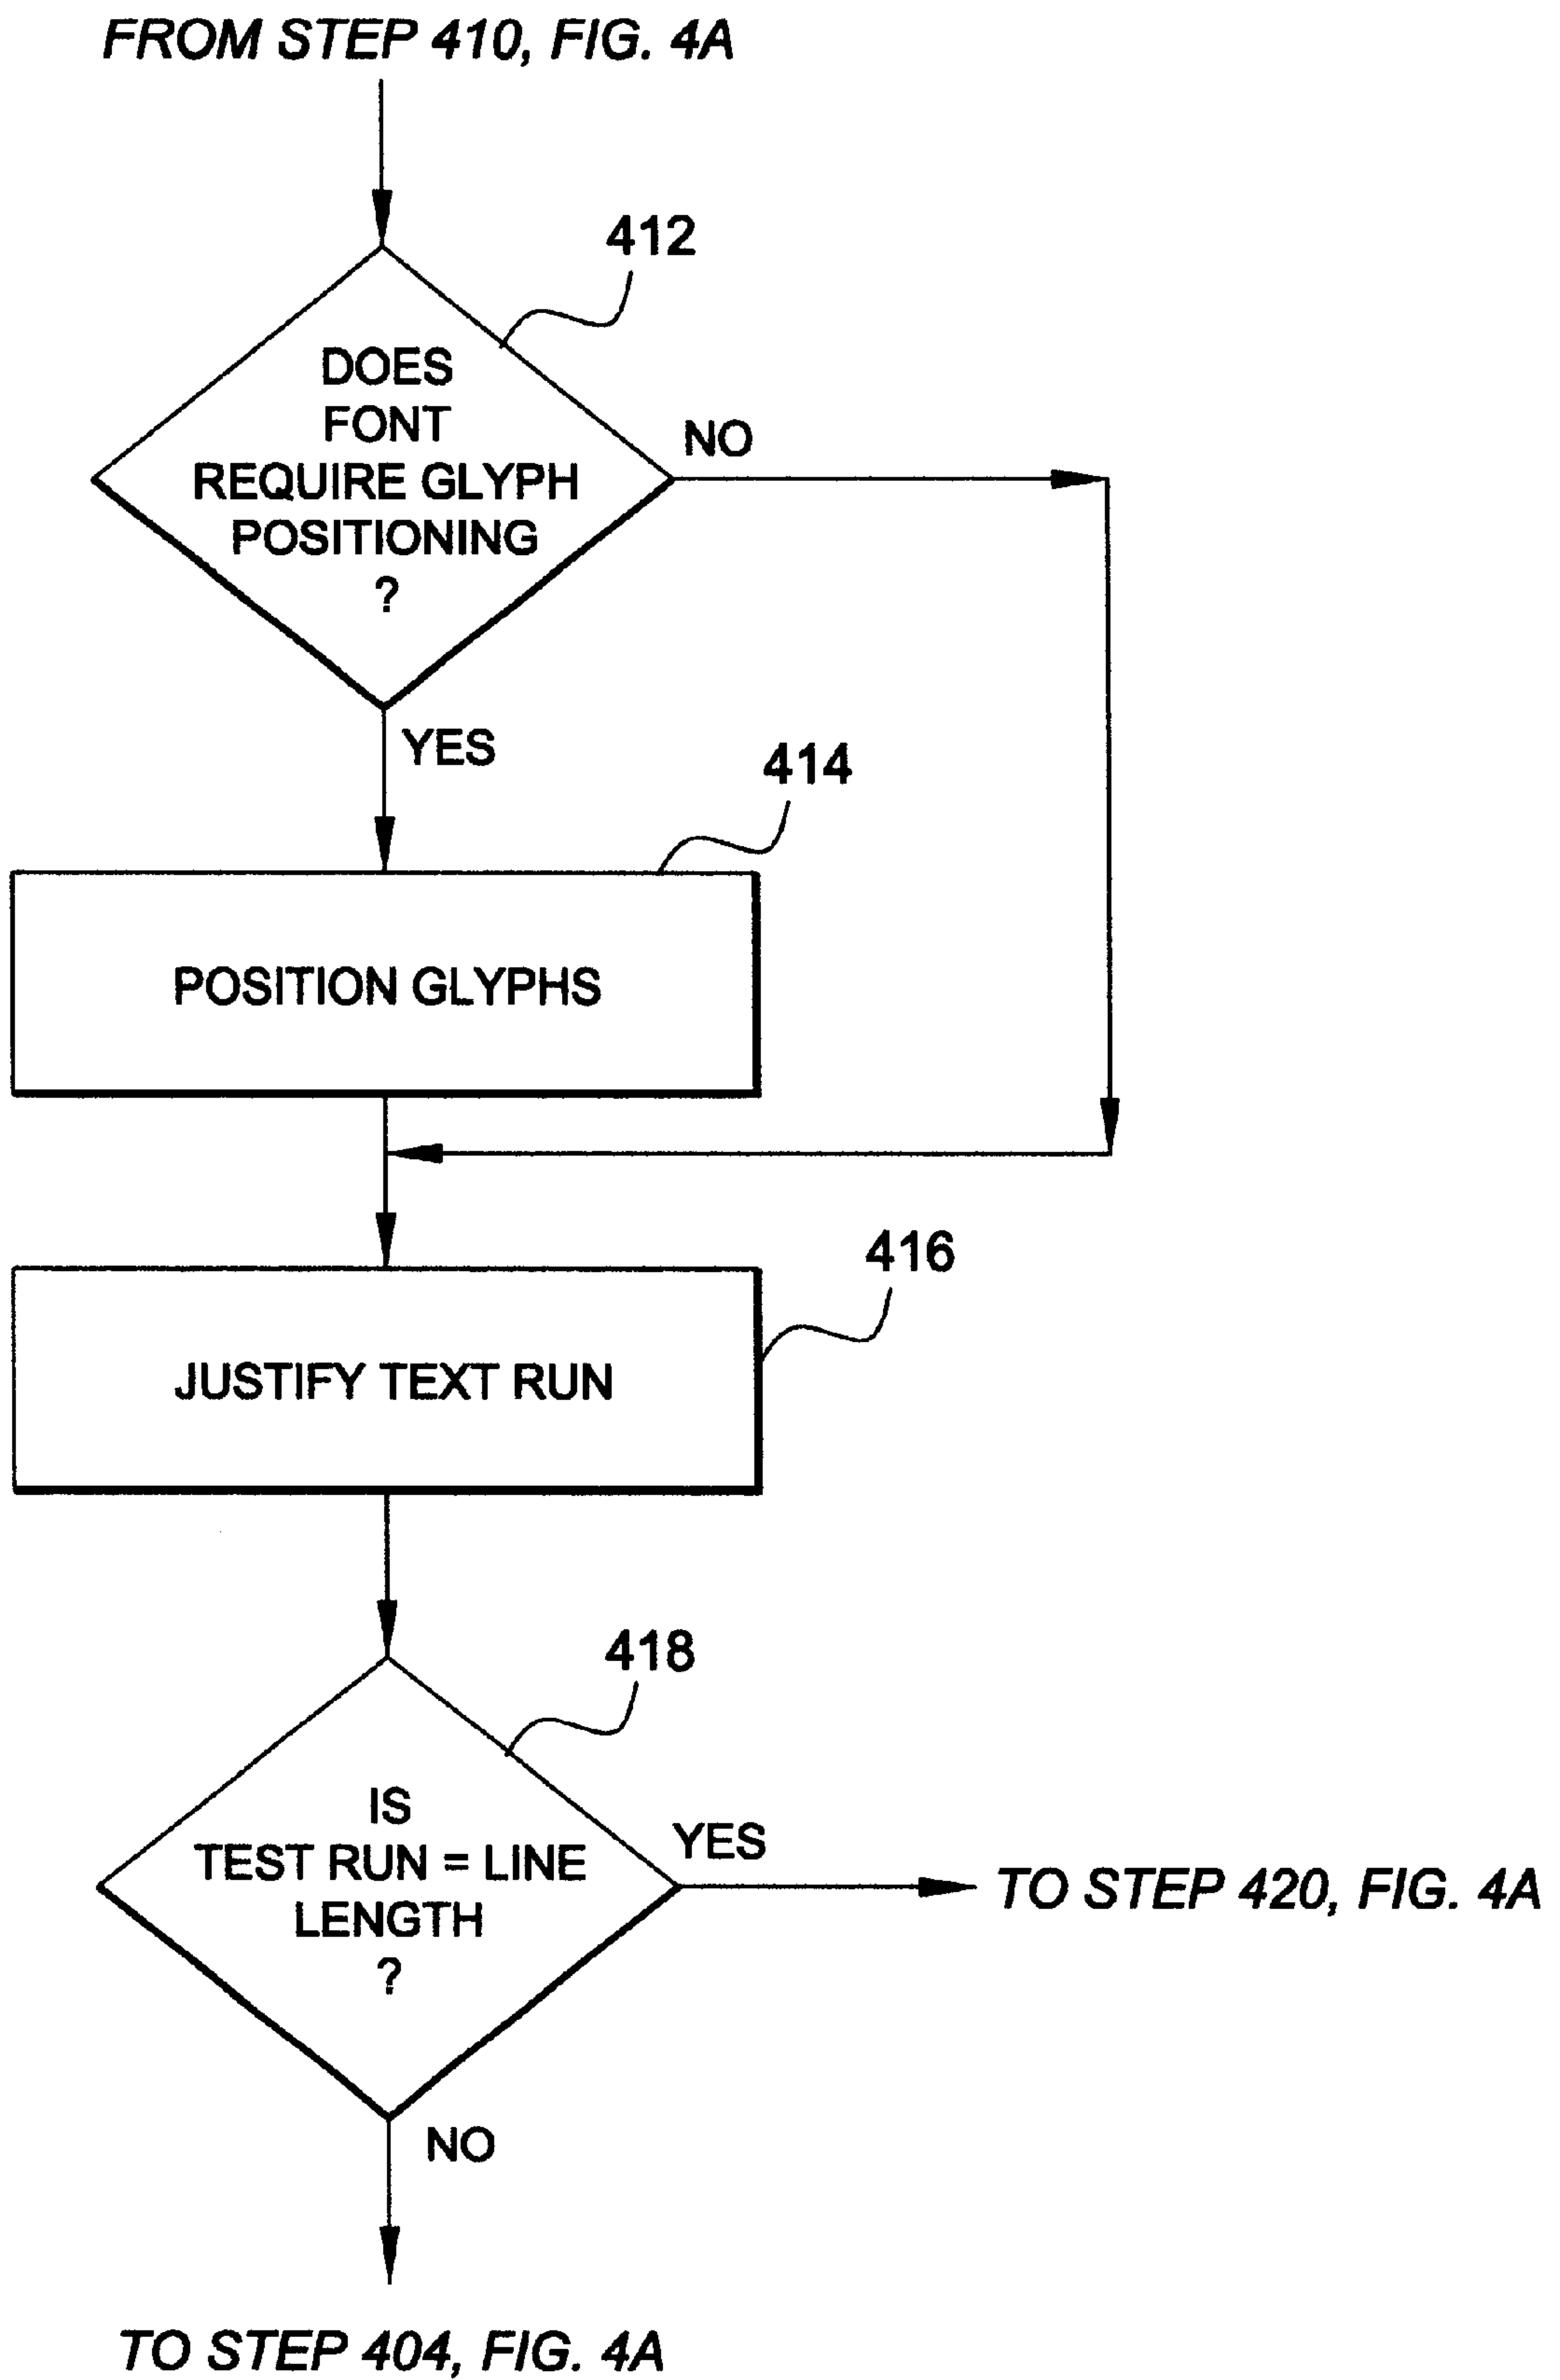 FROM STEP 410, FIG. 4A
412
DOES
FONT
REQUIRE GLYPH
POSITIONING
?
NO
YES
414
POSITION GLYPHS
416
JUSTIFY TEXT RUN
418
IS
TEST RUN = LINE
LENGTH
?
YES
TO STEP 420, FIG. 4A
NO
TO STEP 404, FIG. 4A